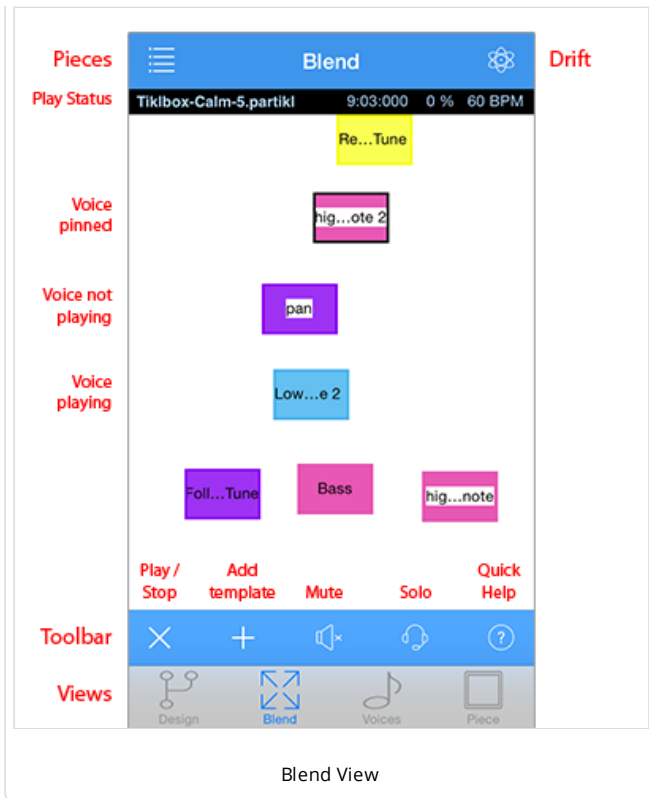 Pieces
Blend
Drift
Play Status
Tiklbox-Calm-5.partikl 9:03:000 0 % 60 BPM
Re...Tune
Voice
pinned
hig...ote 2
Voice not
playing
pan
Voice
playing
Low...e 2
Foll...Tune
Bass
hig...note
Play /
Stop
Add
template
Mute
Solo
Quick
Help
Toolbar
?
Views
Design
Blend
Voices
Piece
Blend View